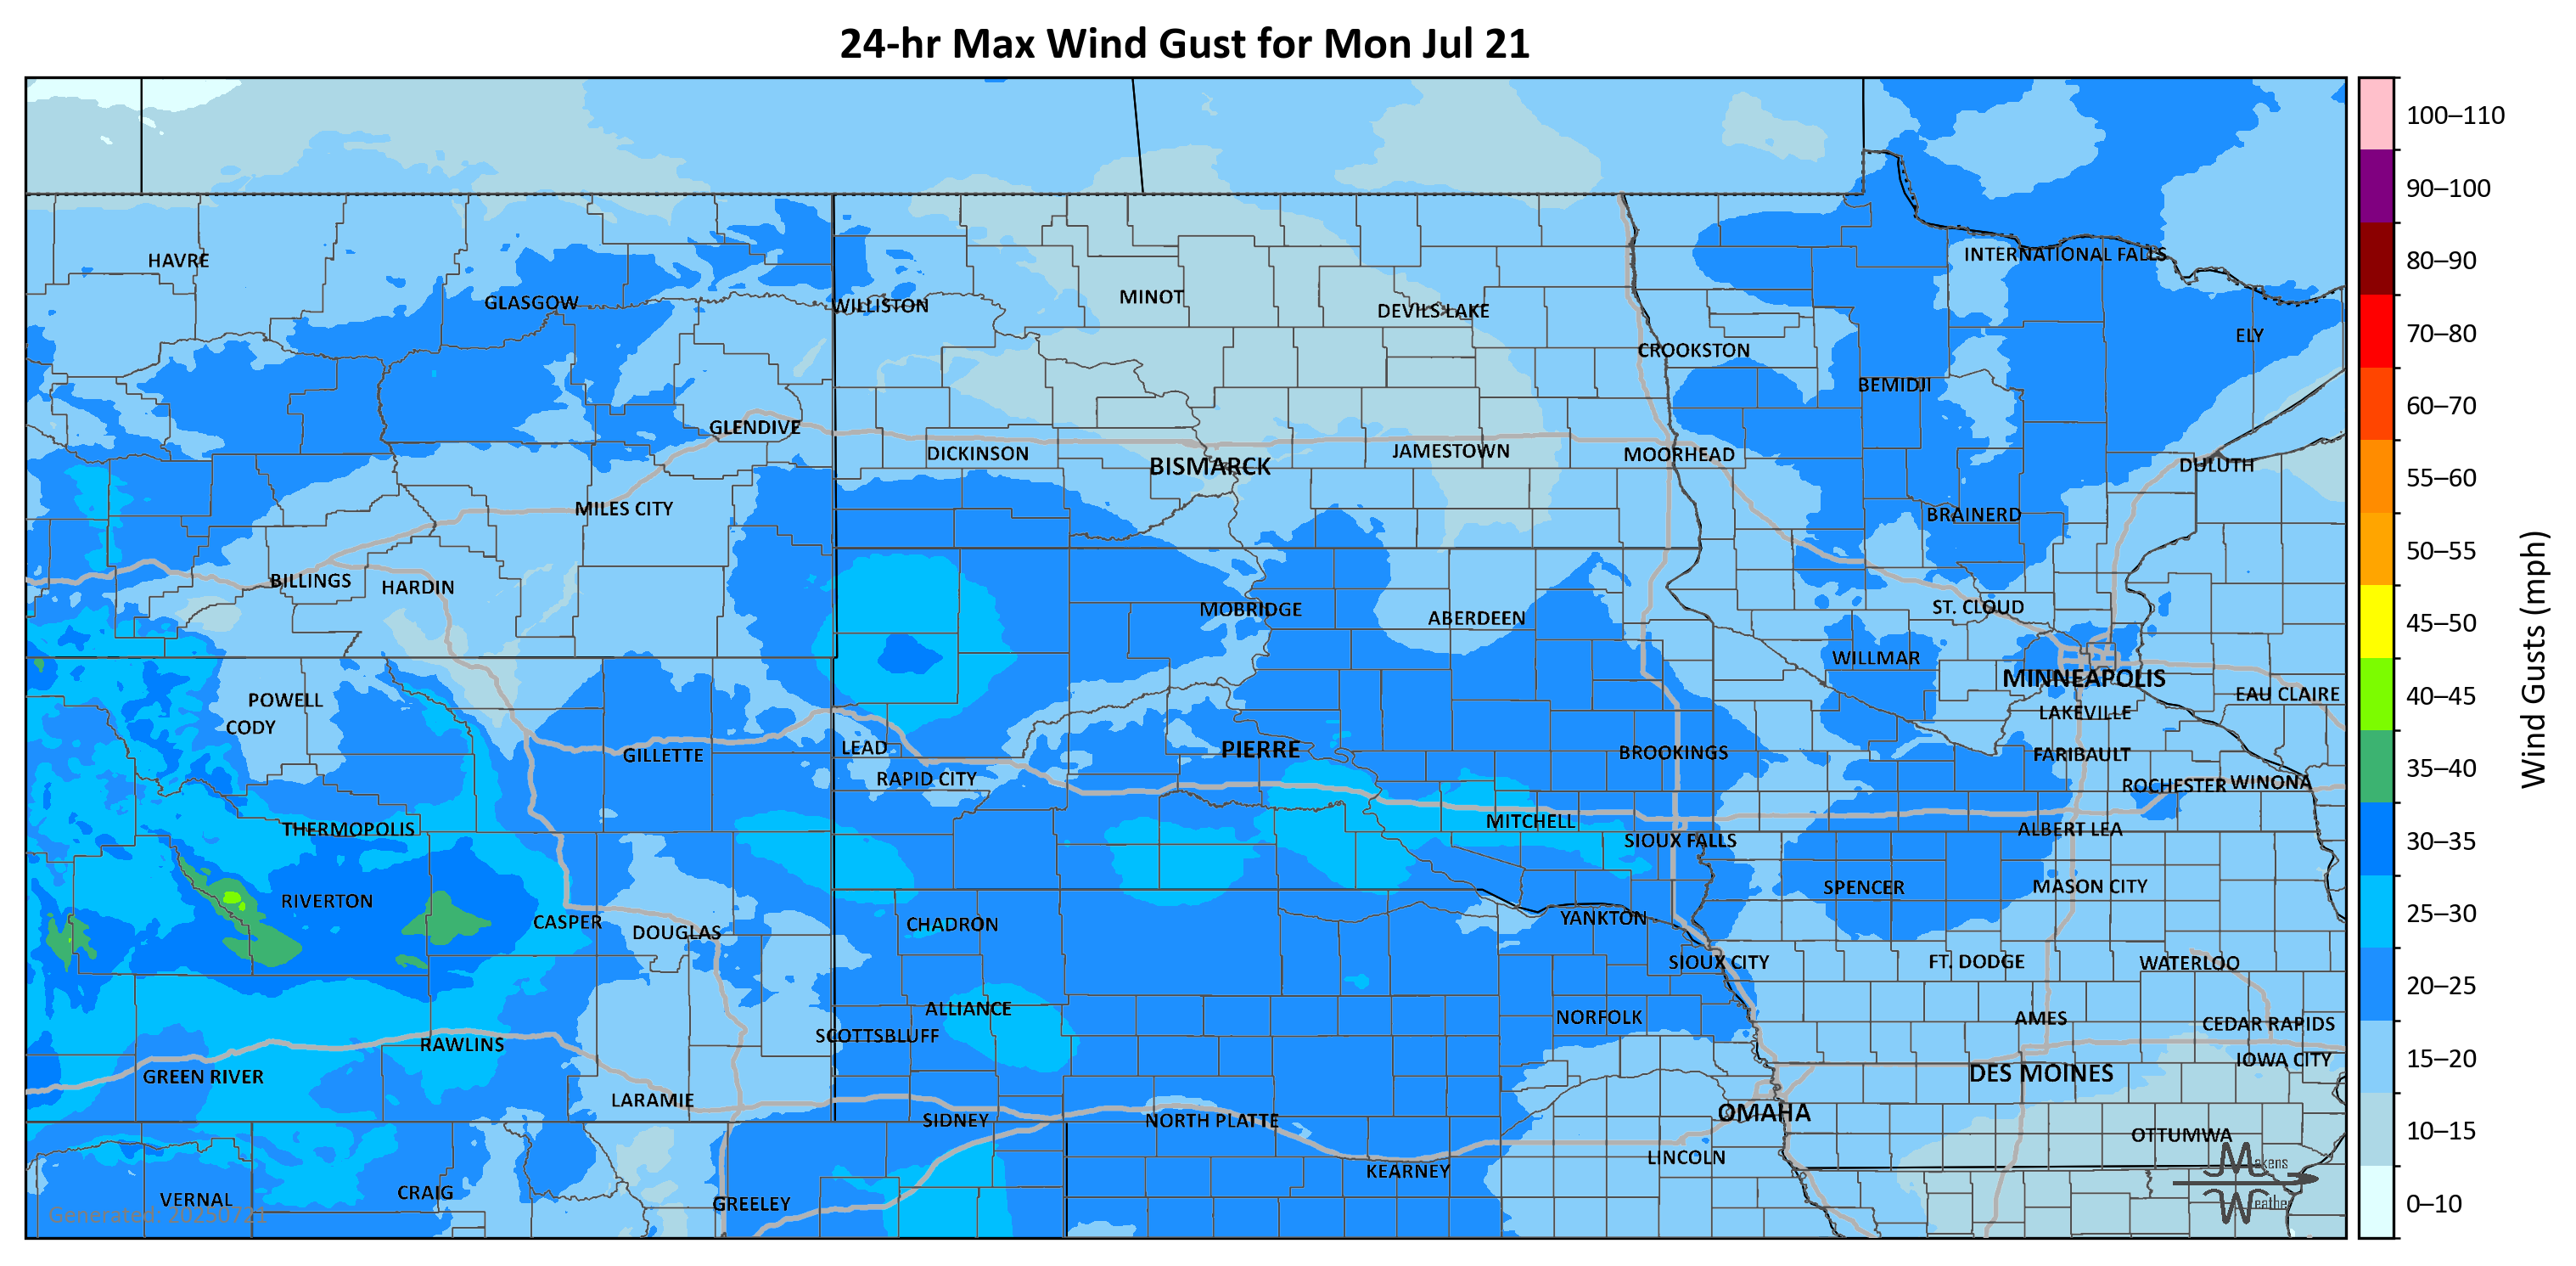 24-hr Max Wind Gust for Mon Jul 21
HAVRE
GLASGOW
WILLISTON
MINOT
DEVILS LAKE
CROOKSTON
INTERNATIONAL FALLS
ELY
BEMIDJI
GLENDIVE
DICKINSON
BISMARCK
JAMESTOWN
MOORHEAD
DULUTH
MILES CITY
BRAINERD
BILLINGS
HARDIN
MOBRIDGE
ABERDEEN
ST. CLOUD
WILLMAR
MINNEAPOLIS
EAU CLAIRE
POWELL
CODY
LAKEVILLE
GILLETTE
LEAD
PIERRE
BROOKINGS
FARIBAULT
RAPID CITY
ROCHESTER
WINONA
THERMOPOLIS
MITCHELL
SIOUX FALLS
ALBERT LEA
RIVERTON
SPENCER
MASON CITY
CASPER
DOUGLAS
CHADRON
YANKTON
SIOUX CITY
FT. DODGE
WATERLOO
ALLIANCE
NORFOLK
AMES
CEDAR RAPIDS
SCOTTSBLUFF
RAWLINS
IOWA CITY
GREEN RIVER
DES MOINES
LARAMIE
SIDNEY
NORTH PLATTE
OMAHA
OTTUMWA
KEARNEY
LINCOLN
VERNAL
CRAIG
GREELEY
Generated: 20250721
Makens
Weather
100–110
90–100
80–90
70–80
60–70
55–60
50–55
45–50
40–45
35–40
30–35
25–30
20–25
15–20
10–15
0–10
Wind Gusts (mph)